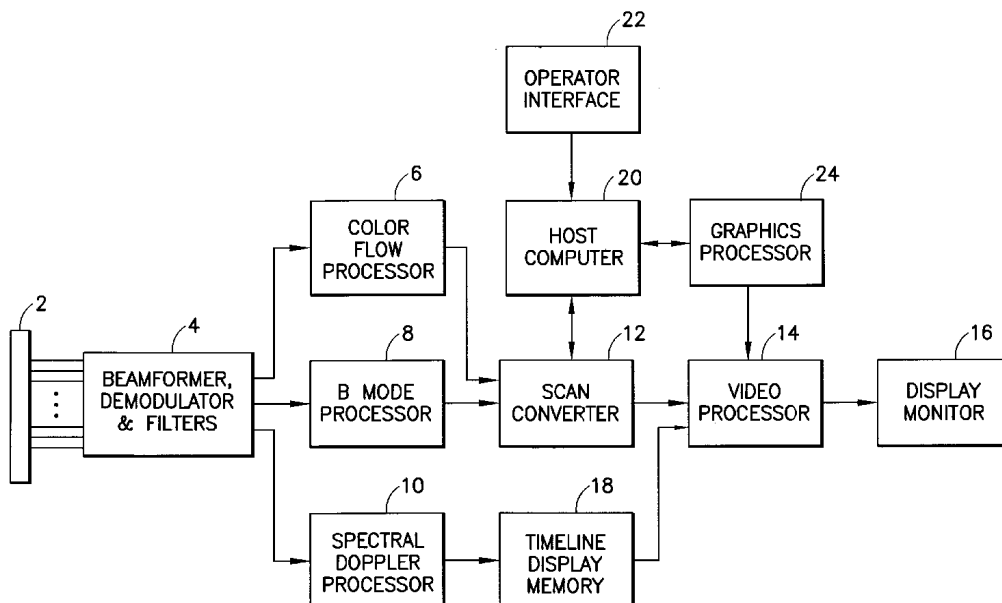 22
OPERATOR
INTERFACE
6
20
24
COLOR
FLOW
PROCESSOR
HOST
COMPUTER
GRAPHICS
PROCESSOR
2
4
8
12
14
16
BEAMFORMER,
DEMODULATOR
& FILTERS
B MODE
PROCESSOR
SCAN
CONVERTER
VIDEO
PROCESSOR
DISPLAY
MONITOR
10
18
SPECTRAL
DOPPLER
PROCESSOR
TIMELINE
DISPLAY
MEMORY